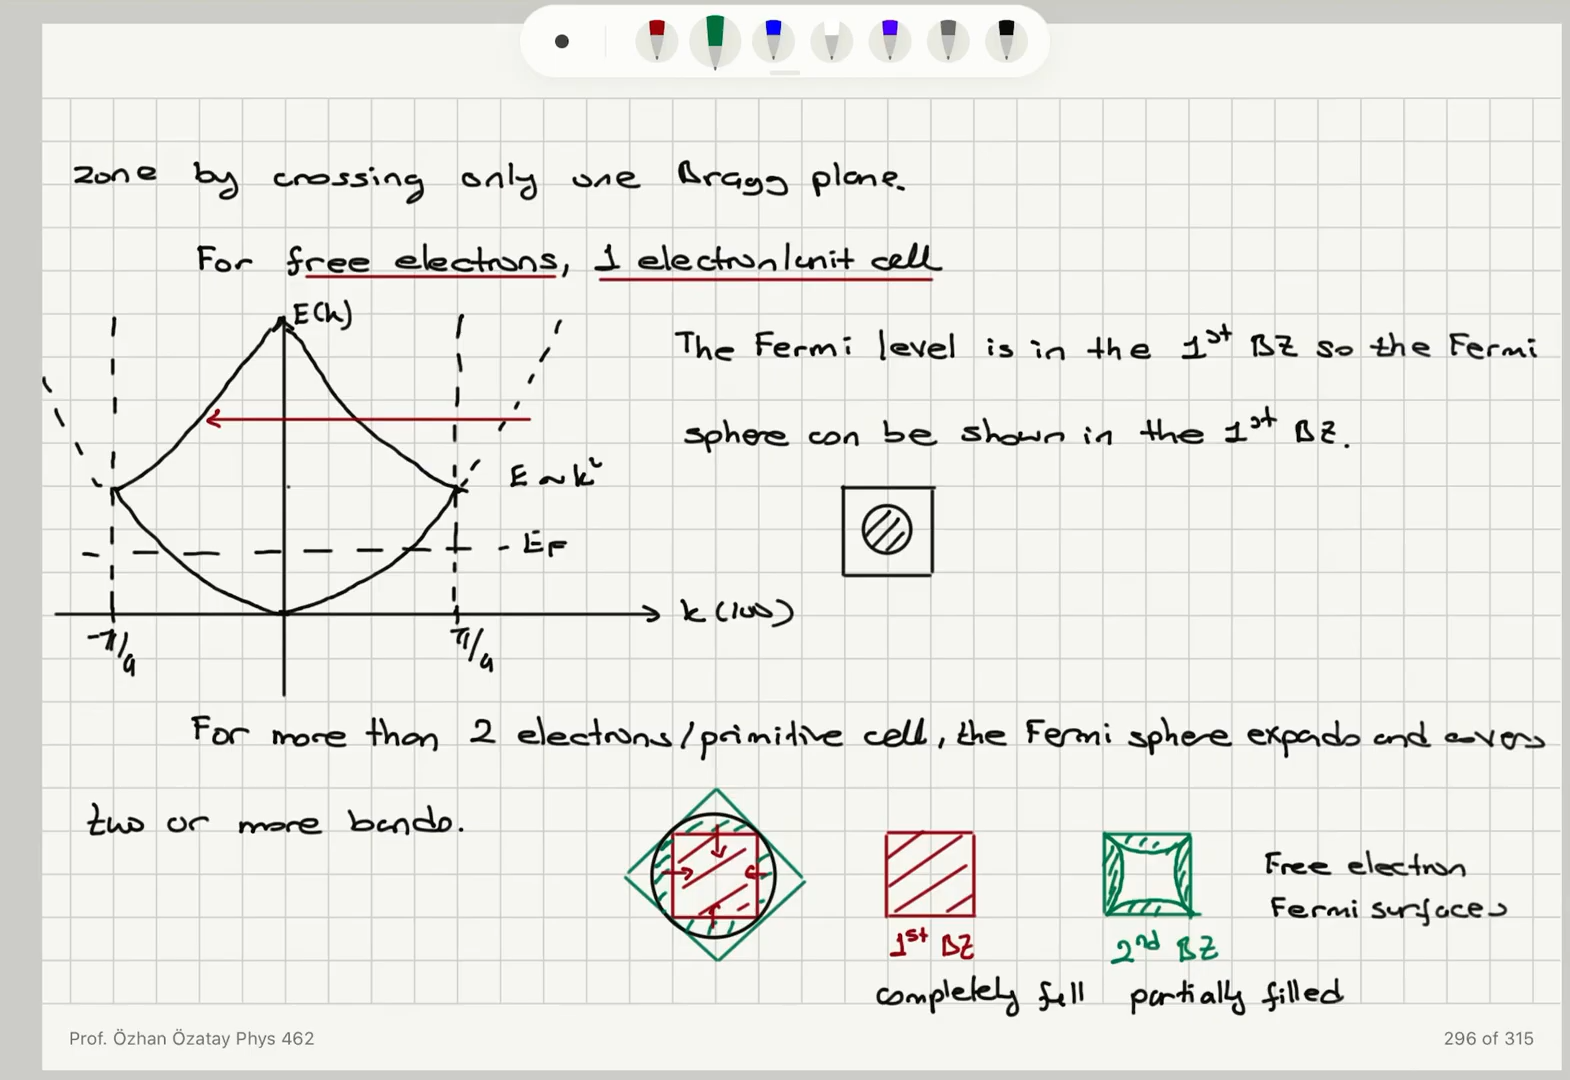 zone by crossing only one Bragg plane.
For free electrons, 1 electron/unit cell
E(k)
The Fermi level is in the 1st BZ so the Fermi
sphere can be shown in the 1st BZ.
E ~ k²
EF
k (100)
-π/a
π/a
For more than 2 electrons/primitive cell, the Fermi sphere expands and covers
two or more bands.
Free electron
Fermi surfaces
1st BZ
2nd BZ
completely full
partially filled
Prof. Özhan Özatay Phys 462
296 of 315